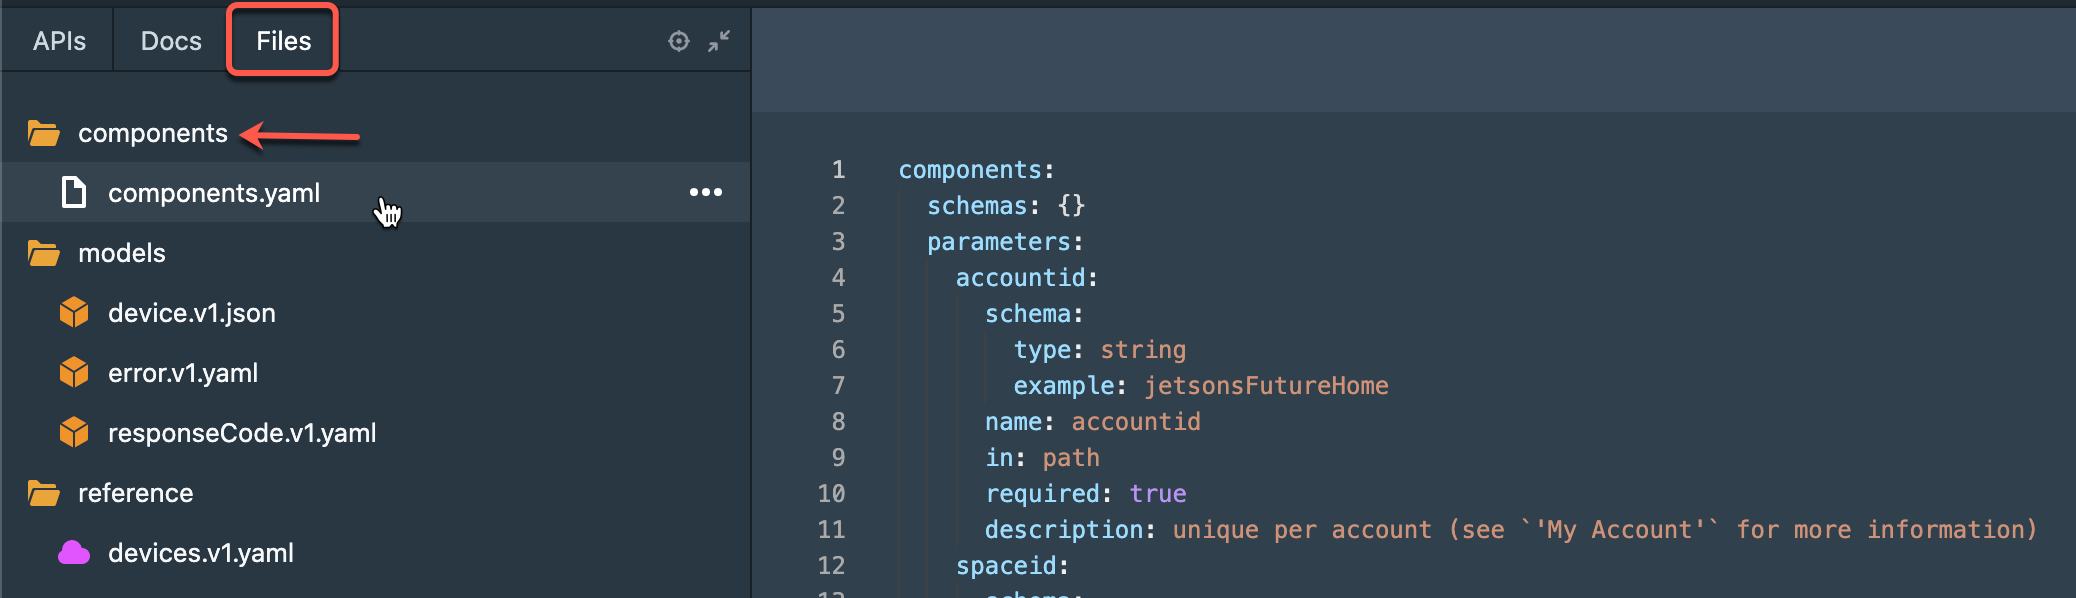 APIs Docs Files
components
components.yaml
models
device.v1.json
error.v1.yaml
responseCode.v1.yaml
reference
devices.v1.yaml
1 components:
2 schemas: {}
3 parameters:
4 accountid:
5 schema:
6 type: string
7 example: jetsonsFutureHome
8 name: accountid
9 in: path
10 required: true
11 description: unique per account (see `'My Account'` for more information)
12 spaceid:
13 schema: